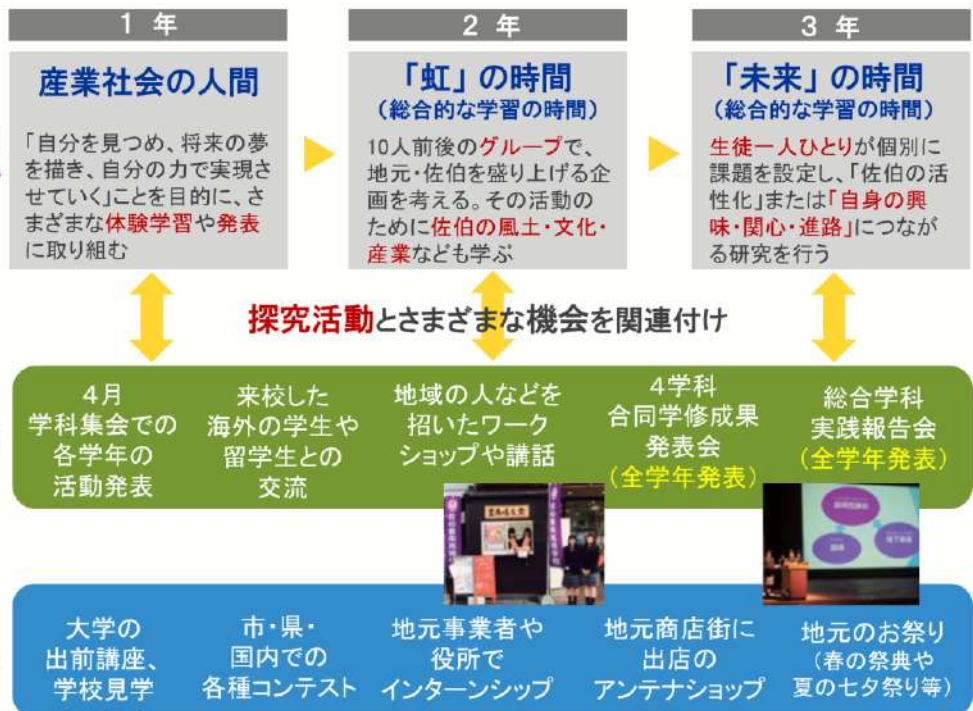 1 年
産業社会の人間
「自分を見つめ、将来の夢
を描き、自分の力で実現さ
せていく」ことを目的に、さ
まざまな体験学習や発表
に取り組む
2 年
「虹」の時間
(総合的な学習の時間)
10人前後のグループで、
地元・佐伯を盛り上げる企
画を考える。その活動の
ために佐伯の風土・文化・
産業なども学ぶ
3 年
「未来」の時間
(総合的な学習の時間)
生徒一人ひとりが個別に
課題を設定し、「佐伯の活
性化」または「自身の興
味・関心・進路」につなが
る研究を行う
探究活動とさまざまな機会を関連付け
4月
学科集会での
各学年の
活動発表
来校した
海外の学生や
留学生との
交流
地域の人などを
招いたワーク
ショップや講話
4学科
合同学修成果
発表会
(全学年発表)
総合学科
実践報告会
(全学年発表)
大学の
出前講座、
学校見学
市・県・
国内での
各種コンテスト
地元事業者や
役所で
インターンシップ
地元商店街に
出店の
アンテナショップ
地元のお祭り
(春の祭典や
夏の七夕祭り等)